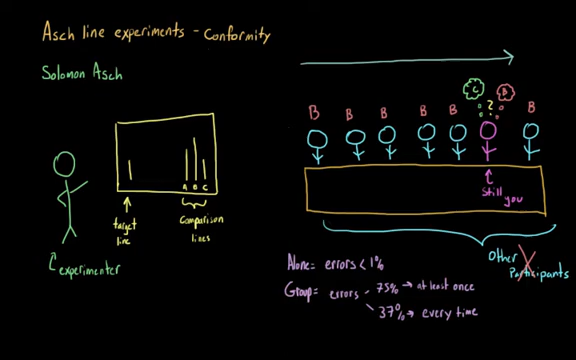 Asch line experiments - Conformity
Solomon Asch
C ? B
B B B B B B
A B C
target line
Comparison lines
experimenter
Still you
Other Participants
Alone = errors < 1%
Group = errors 75% → at least once
37% → every time